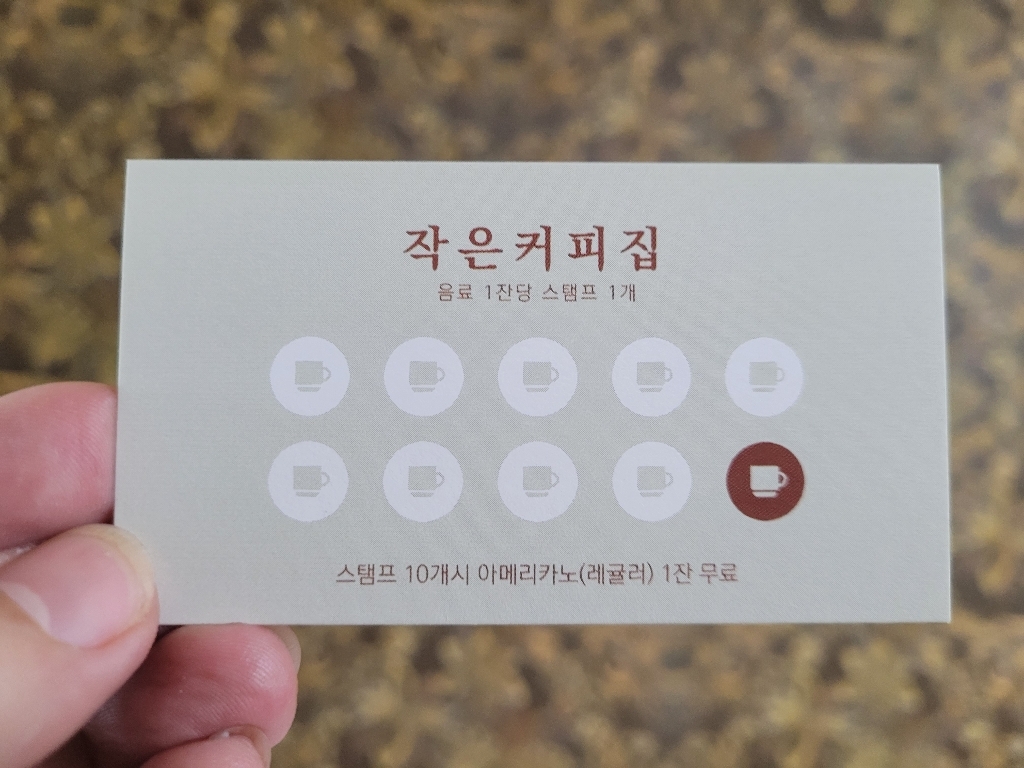 작은커피집
음료 1잔당 스탬프 1개
스탬프 10개시 아메리카노(레귤러) 1잔 무료